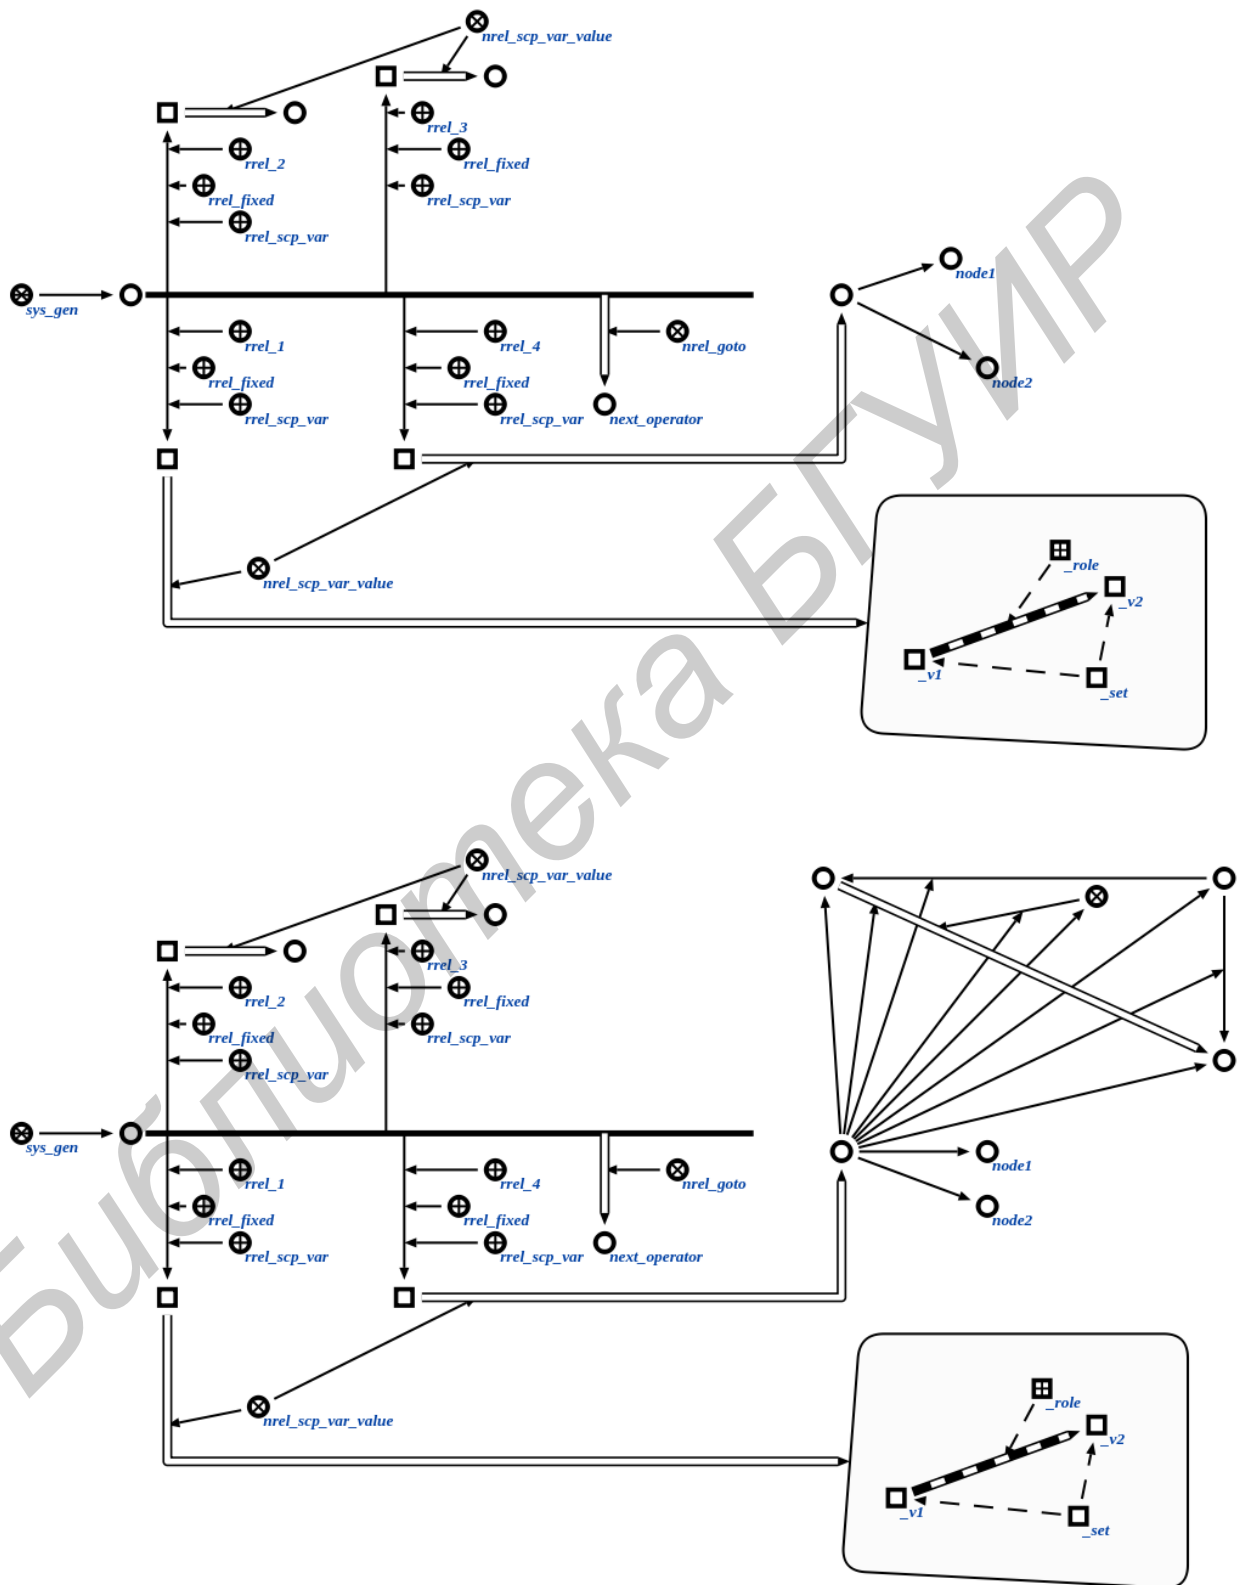 nrel_scp_var_value
rrel_3
rrel_2
rrel_fixed
rrel_fixed
rrel_scp_var
rrel_scp_var
node1
sys_gen
rrel_1
rrel_4
nrel_goto
rrel_fixed
rrel_fixed
node2
rrel_scp_var
rrel_scp_var
next_operator
_role
nrel_scp_var_value
_v2
_v1
_set
nrel_scp_var_value
rrel_3
rrel_2
rrel_fixed
rrel_fixed
rrel_scp_var
rrel_scp_var
sys_gen
node1
rrel_1
rrel_4
nrel_goto
rrel_fixed
rrel_fixed
node2
rrel_scp_var
rrel_scp_var
next_operator
_role
nrel_scp_var_value
_v2
_v1
_set
Библиотека БГУИР